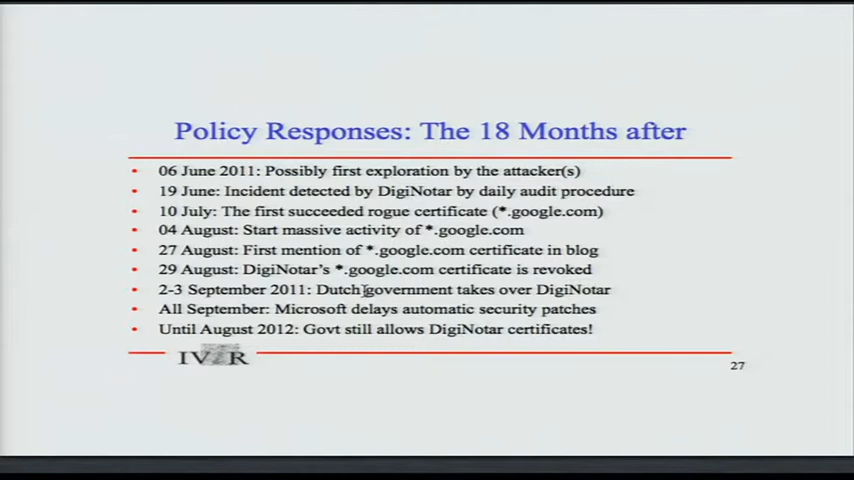 Policy Responses: The 18 Months after
• 06 June 2011: Possibly first exploration by the attacker(s)
• 19 June: Incident detected by DigiNotar by daily audit procedure
• 10 July: The first succeeded rogue certificate (*.google.com)
• 04 August: Start massive activity of *.google.com
• 27 August: First mention of *.google.com certificate in blog
• 29 August: DigiNotar's *.google.com certificate is revoked
• 2-3 September 2011: Dutch government takes over DigiNotar
• All September: Microsoft delays automatic security patches
• Until August 2012: Govt still allows DigiNotar certificates!
IViR
27